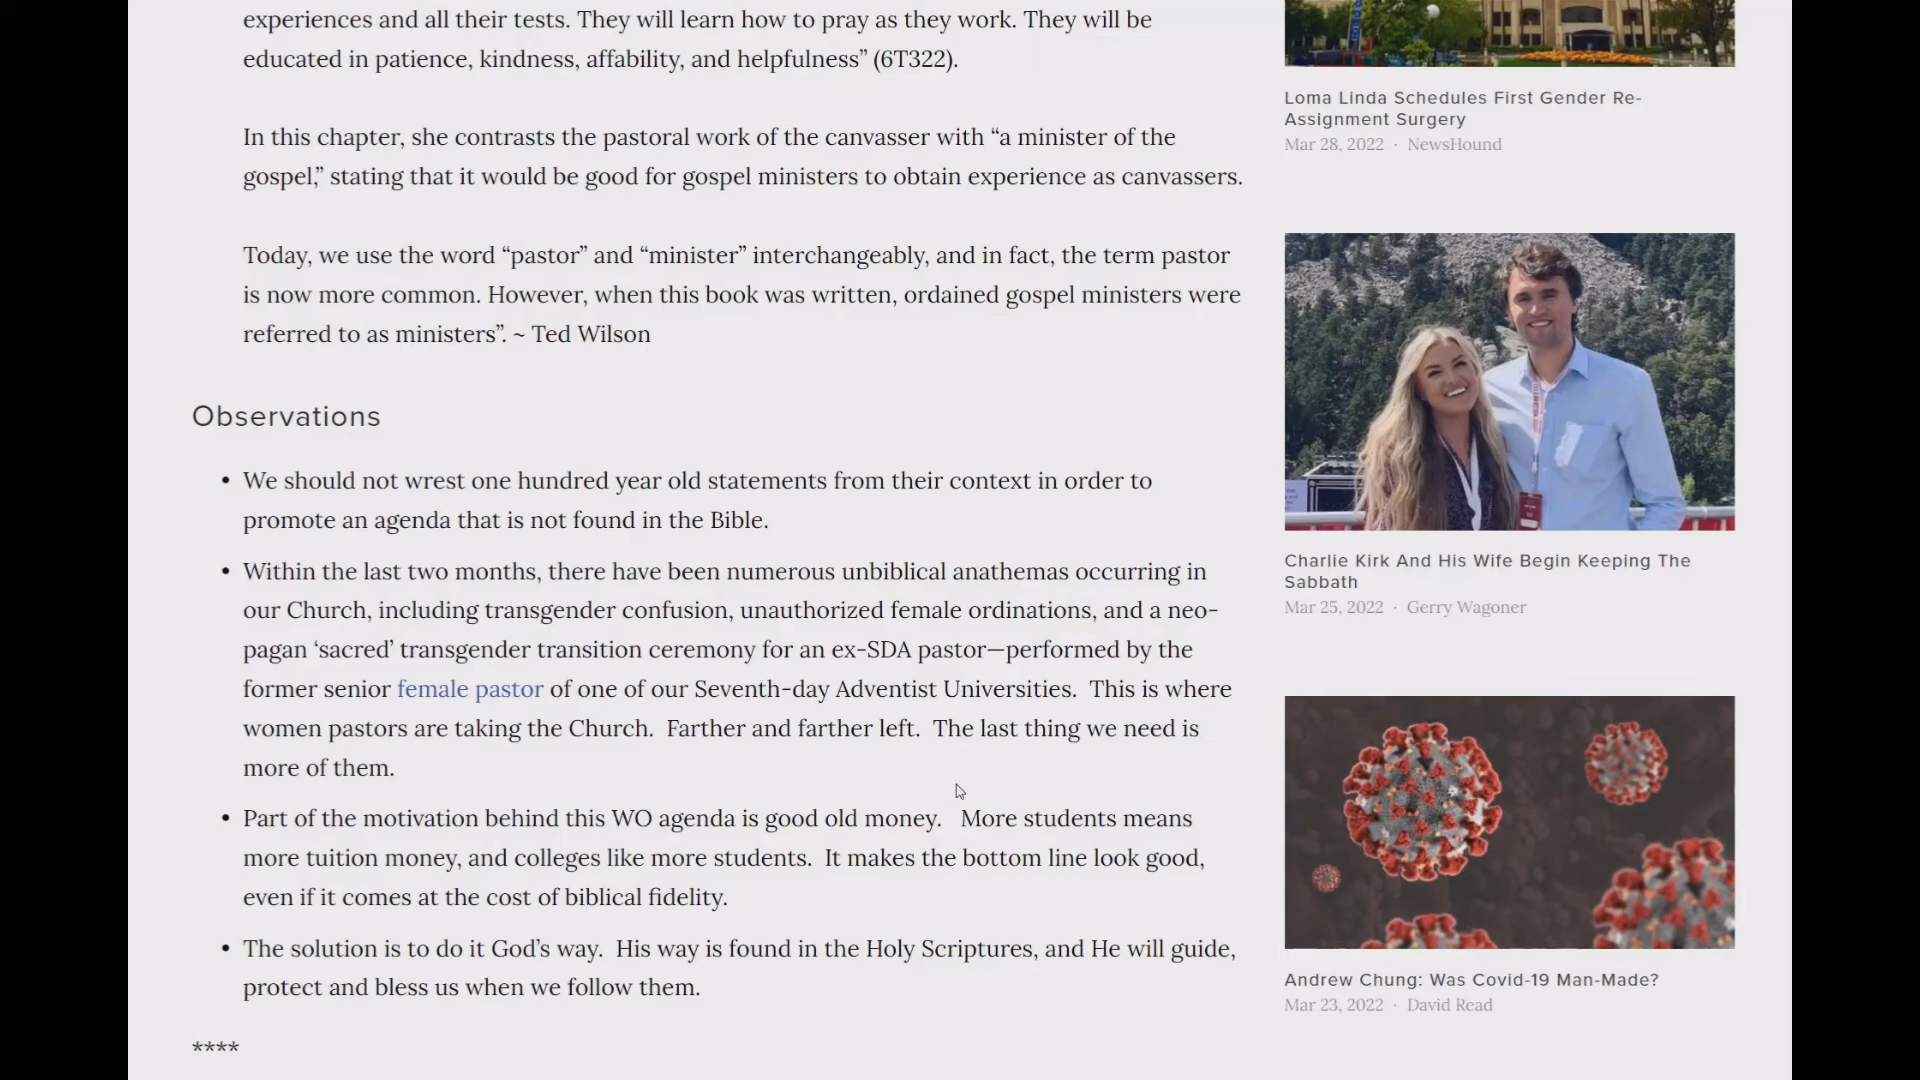 experiences and all their tests. They will learn how to pray as they work. They will be
educated in patience, kindness, affability, and helpfulness” (6T322).
In this chapter, she contrasts the pastoral work of the canvasser with “a minister of the
gospel,” stating that it would be good for gospel ministers to obtain experience as canvassers.
Today, we use the word “pastor” and “minister” interchangeably, and in fact, the term pastor
is now more common. However, when this book was written, ordained gospel ministers were
referred to as ministers”. ~ Ted Wilson
Observations
• We should not wrest one hundred year old statements from their context in order to
promote an agenda that is not found in the Bible.
• Within the last two months, there have been numerous unbiblical anathemas occurring in
our Church, including transgender confusion, unauthorized female ordinations, and a neo-
pagan ‘sacred’ transgender transition ceremony for an ex-SDA pastor—performed by the
former senior female pastor of one of our Seventh-day Adventist Universities.  This is where
women pastors are taking the Church.  Farther and farther left.  The last thing we need is
more of them.
• Part of the motivation behind this WO agenda is good old money.   More students means
more tuition money, and colleges like more students.  It makes the bottom line look good,
even if it comes at the cost of biblical fidelity.
• The solution is to do it God’s way.  His way is found in the Holy Scriptures, and He will guide,
protect and bless us when we follow them.
****
Loma Linda Schedules First Gender Re-
Assignment Surgery
Mar 28, 2022 · NewsHound
Charlie Kirk And His Wife Begin Keeping The
Sabbath
Mar 25, 2022 · Gerry Wagoner
Andrew Chung: Was Covid-19 Man-Made?
Mar 23, 2022 · David Read